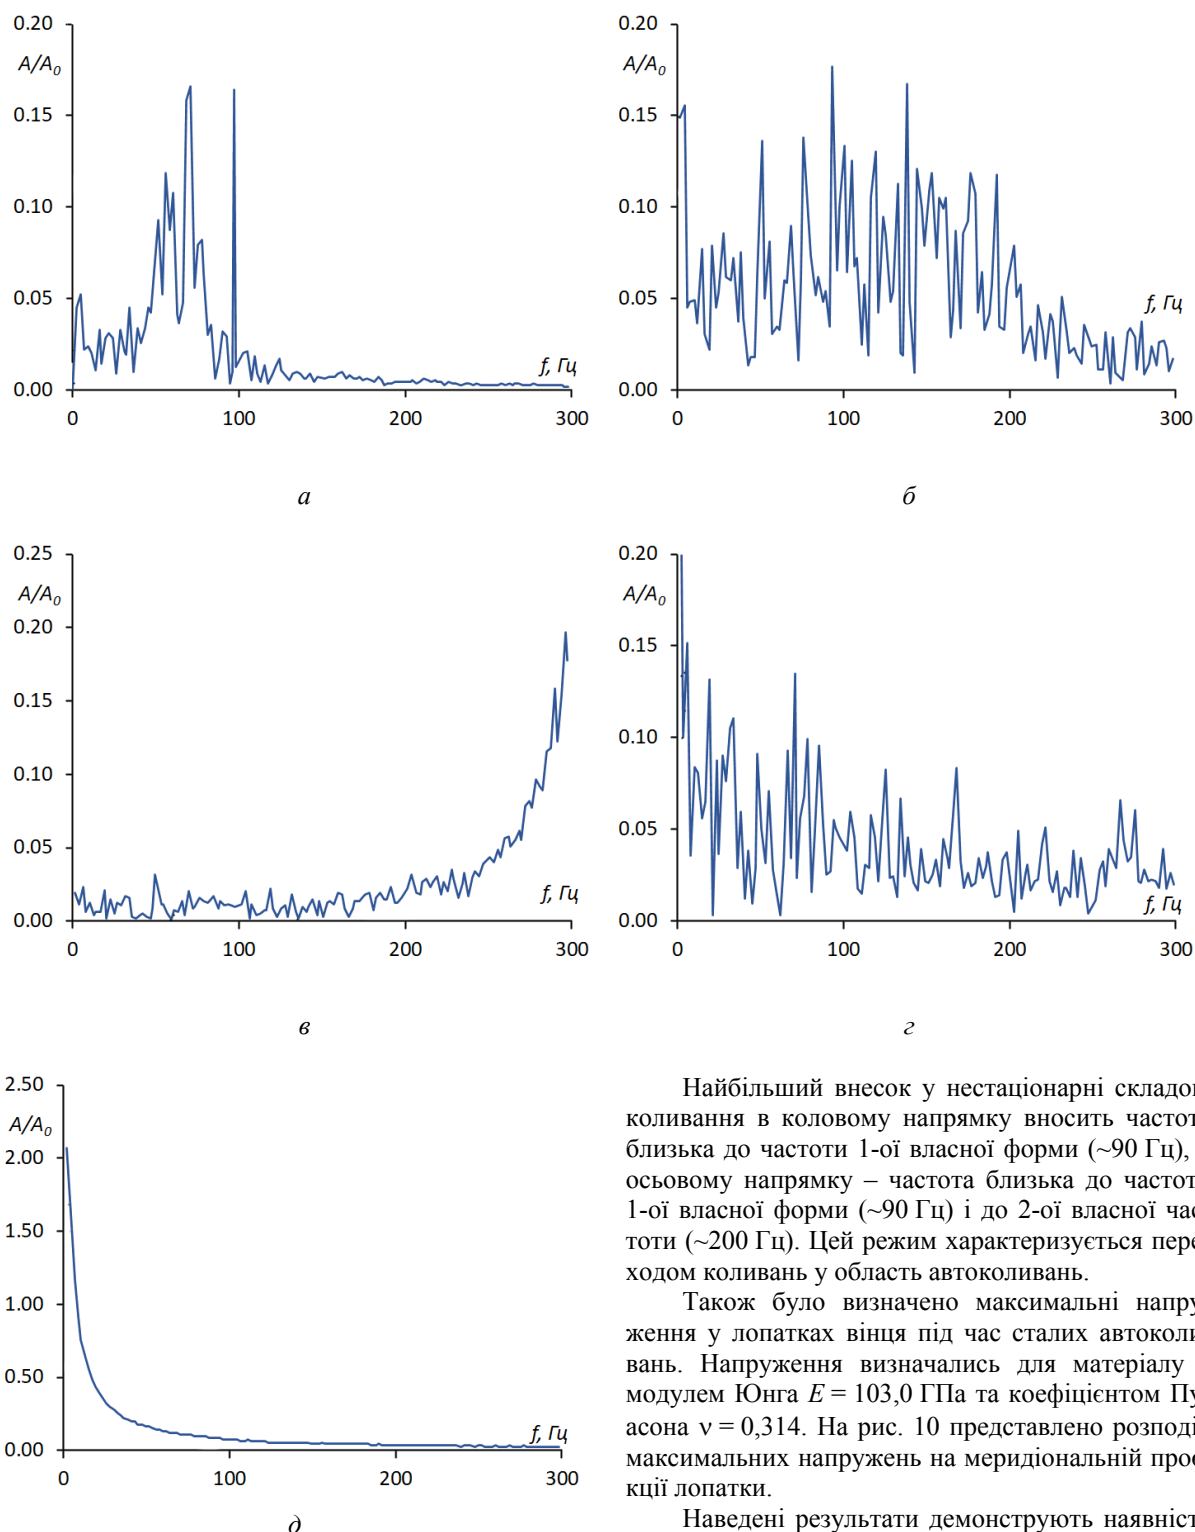 0.20
A/A0
0.15
0.10
0.05
0.00
f, Гц
0 100 200 300
а
0.20
A/A0
0.15
0.10
0.05
0.00
f, Гц
0 100 200 300
б
0.25
A/A0
0.20
0.15
0.10
0.05
0.00
f, Гц
0 100 200 300
в
0.20
A/A0
0.15
0.10
0.05
0.00
f, Гц
0 100 200 300
г
2.50
A/A0
2.00
1.50
1.00
0.50
0.00
f, Гц
0 100 200 300
д
Найбільший внесок у нестаціонарні складов
коливання в коловому напрямку вносить частот
близька до частоти 1-ої власної форми (~90 Гц),
осьовому напрямку – частота близька до частот
1-ої власної форми (~90 Гц) і до 2-ої власної час
тоти (~200 Гц). Цей режим характеризується пере
ходом коливань у область автоколивань.
Також було визначено максимальні напру
ження у лопатках вінця під час сталих автоколи
вань. Напруження визначались для матеріалу
модулем Юнга E = 103,0 ГПа та коефіцієнтом Пу
асона ν = 0,314. На рис. 10 представлено розподі
максимальних напружень на меридіональній прое
кції лопатки.
Наведені результати демонструють наявніст